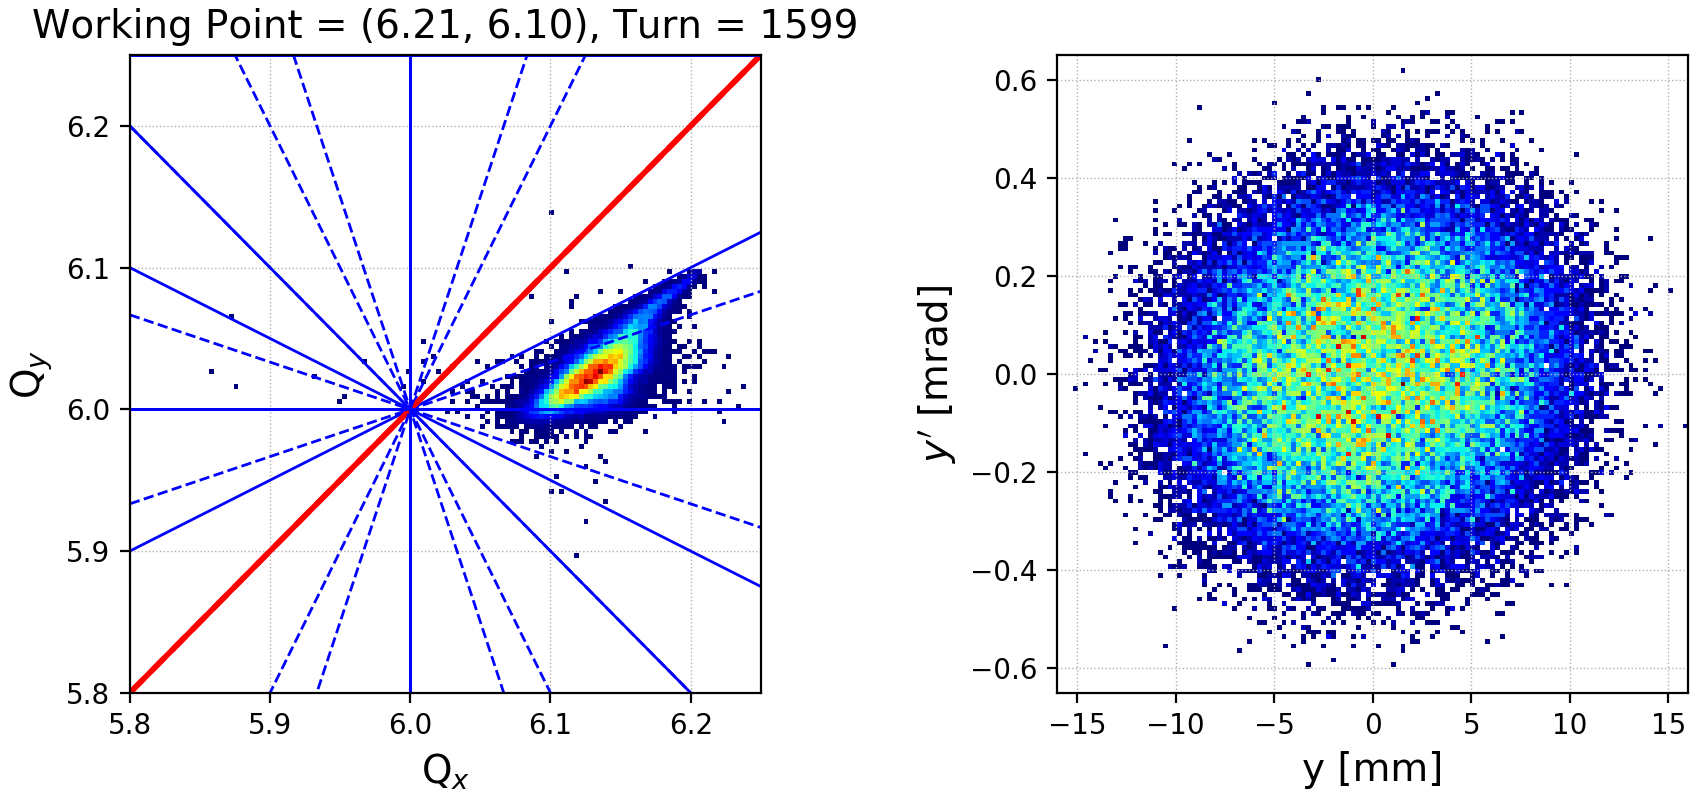 Working Point = (6.21, 6.10), Turn = 1599
6.2
6.1
6.0
5.9
5.8
Q_y
5.8 5.9 6.0 6.1 6.2
Q_x
0.6
0.4
0.2
0.0
−0.2
−0.4
−0.6
y′ [mrad]
−15 −10 −5 0 5 10 15
y [mm]